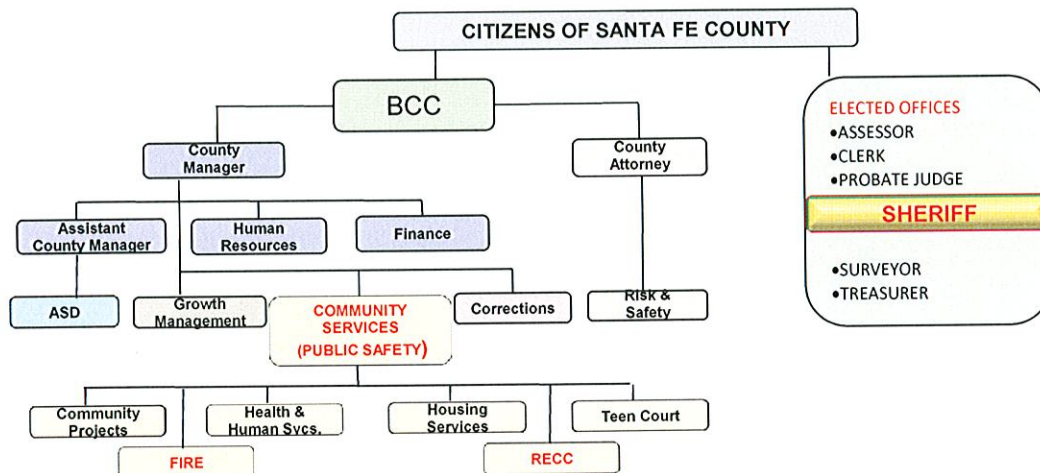 CITIZENS OF SANTA FE COUNTY
BCC
County
Manager
County
Attorney
ELECTED OFFICES
•ASSESSOR
•CLERK
•PROBATE JUDGE
SHERIFF
•SURVEYOR
•TREASURER
Assistant
County Manager
Human
Resources
Finance
ASD
Growth
Management
COMMUNITY
SERVICES
(PUBLIC SAFETY)
Corrections
Risk &
Safety
Community
Projects
Health &
Human Svcs.
Housing
Services
Teen Court
FIRE
RECC